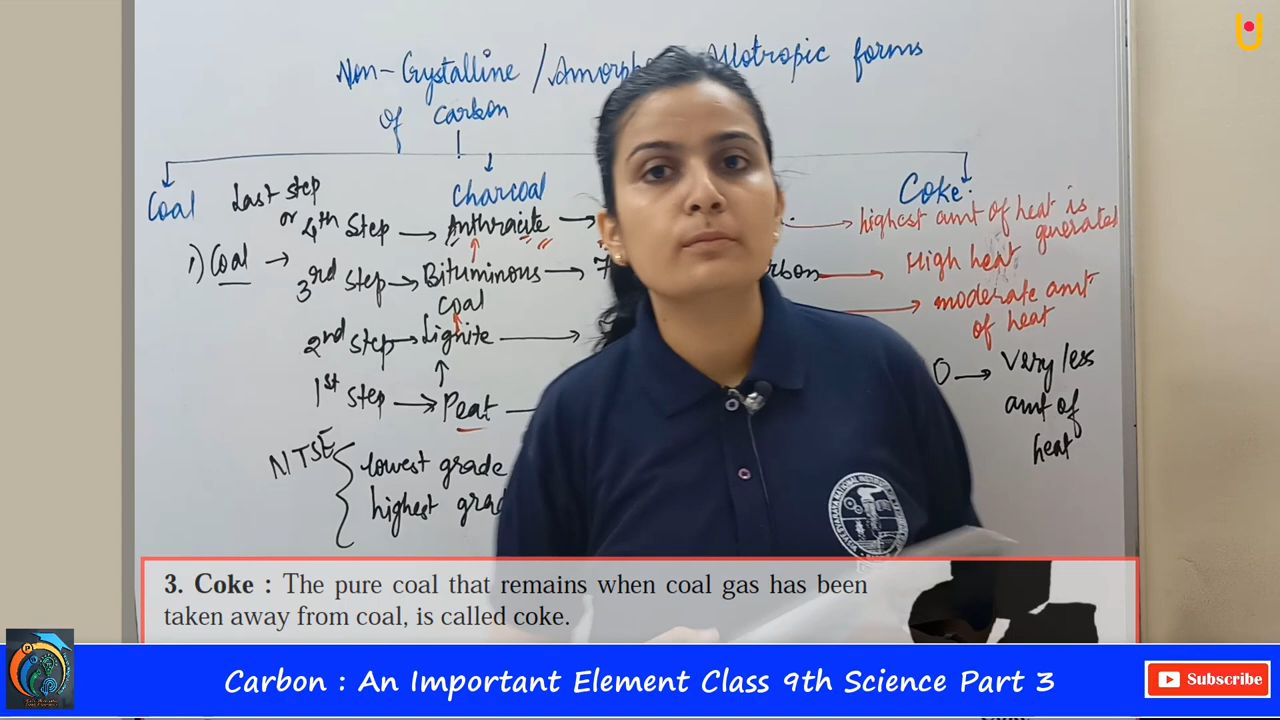 Non-Crystalline / Amorph Allotropic forms
of carbon
Coal
Charcoal
Coke:
Last step
or 4th Step → Anthracite → → highest amt of heat is generated
1) Coal → 3rd Step → Bituminous coal → 7 rbon → High heat
2nd Step → Lignite → → moderate amt of heat
1st Step → Peat 0 → Very less amt of heat
NTSE { lowest grade
highest grad
3. Coke : The pure coal that remains when coal gas has been
taken away from coal, is called coke.
Carbon : An Important Element Class 9th Science Part 3
Subscribe